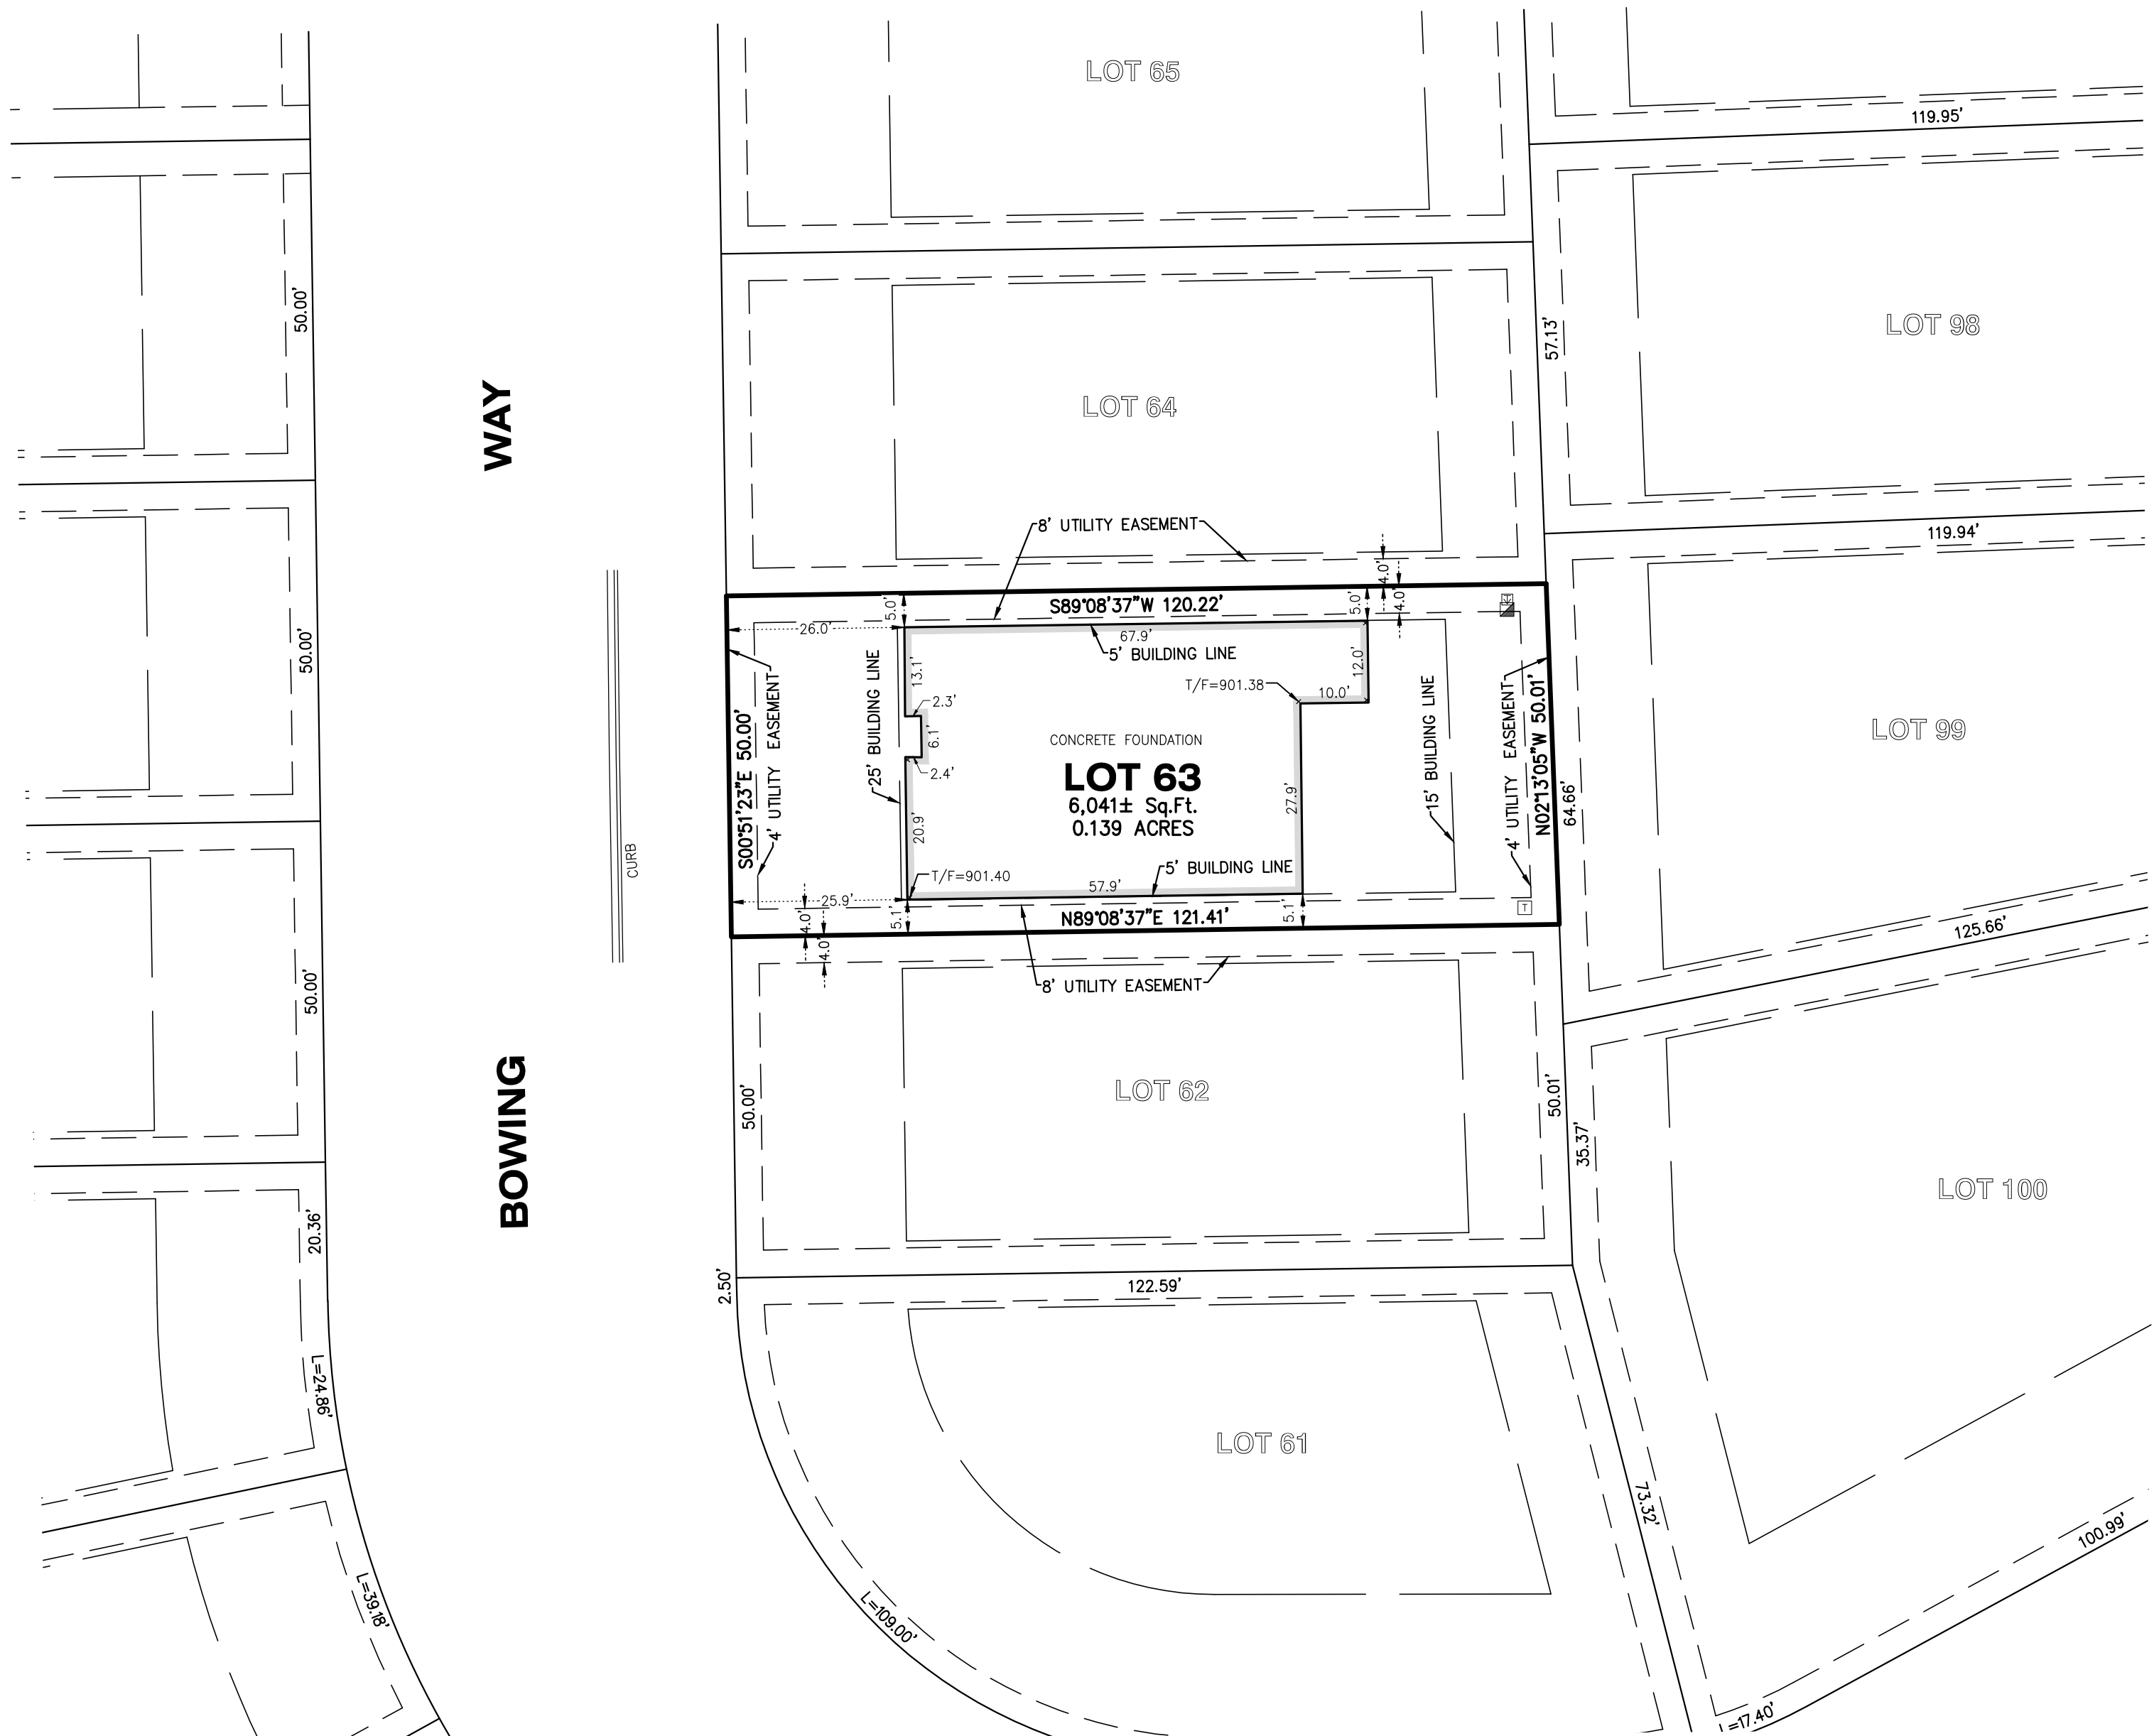 LOT 65
119.95'
50.00'
57.13'
LOT 98
WAY
LOT 64
8' UTILITY EASEMENT
119.94'
4.0'
4.0'
5.0'
S89°08'37"W 120.22'
5.0'
26.0'
67.9'
5' BUILDING LINE
50.00'
13.1'
12.0'
T/F=901.38
10.0'
2.3'
4' UTILITY EASEMENT
25' BUILDING LINE
6.1'
CONCRETE FOUNDATION
15' BUILDING LINE
4' UTILITY EASEMENT
N02°13'05"W 50.01'
LOT 99
S00°51'23"E 50.00'
2.4'
LOT 63
6,041± Sq.Ft.
0.139 ACRES
27.9'
64.66'
20.9'
CURB
T/F=901.40
5' BUILDING LINE
57.9'
25.9'
4.0'
4.0'
5.1'
N89°08'37"E 121.41'
5.1'
T
125.66'
8' UTILITY EASEMENT
50.00'
BOWING
50.00'
LOT 62
50.01'
35.37'
LOT 100
20.36'
2.50'
122.59'
L=24.86'
LOT 61
73.32'
100.99'
L=39.18'
L=109.00'
L=17.40'